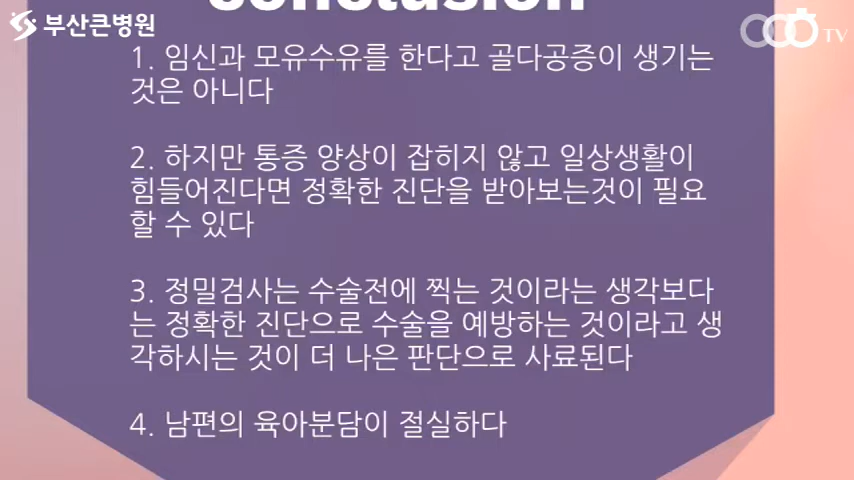 conclusion
부산큰병원
TV
1. 임신과 모유수유를 한다고 골다공증이 생기는
것은 아니다
2. 하지만 통증 양상이 잡히지 않고 일상생활이
힘들어진다면 정확한 진단을 받아보는것이 필요
할 수 있다
3. 정밀검사는 수술전에 찍는 것이라는 생각보다
는 정확한 진단으로 수술을 예방하는 것이라고 생
각하시는 것이 더 나은 판단으로 사료된다
4. 남편의 육아분담이 절실하다